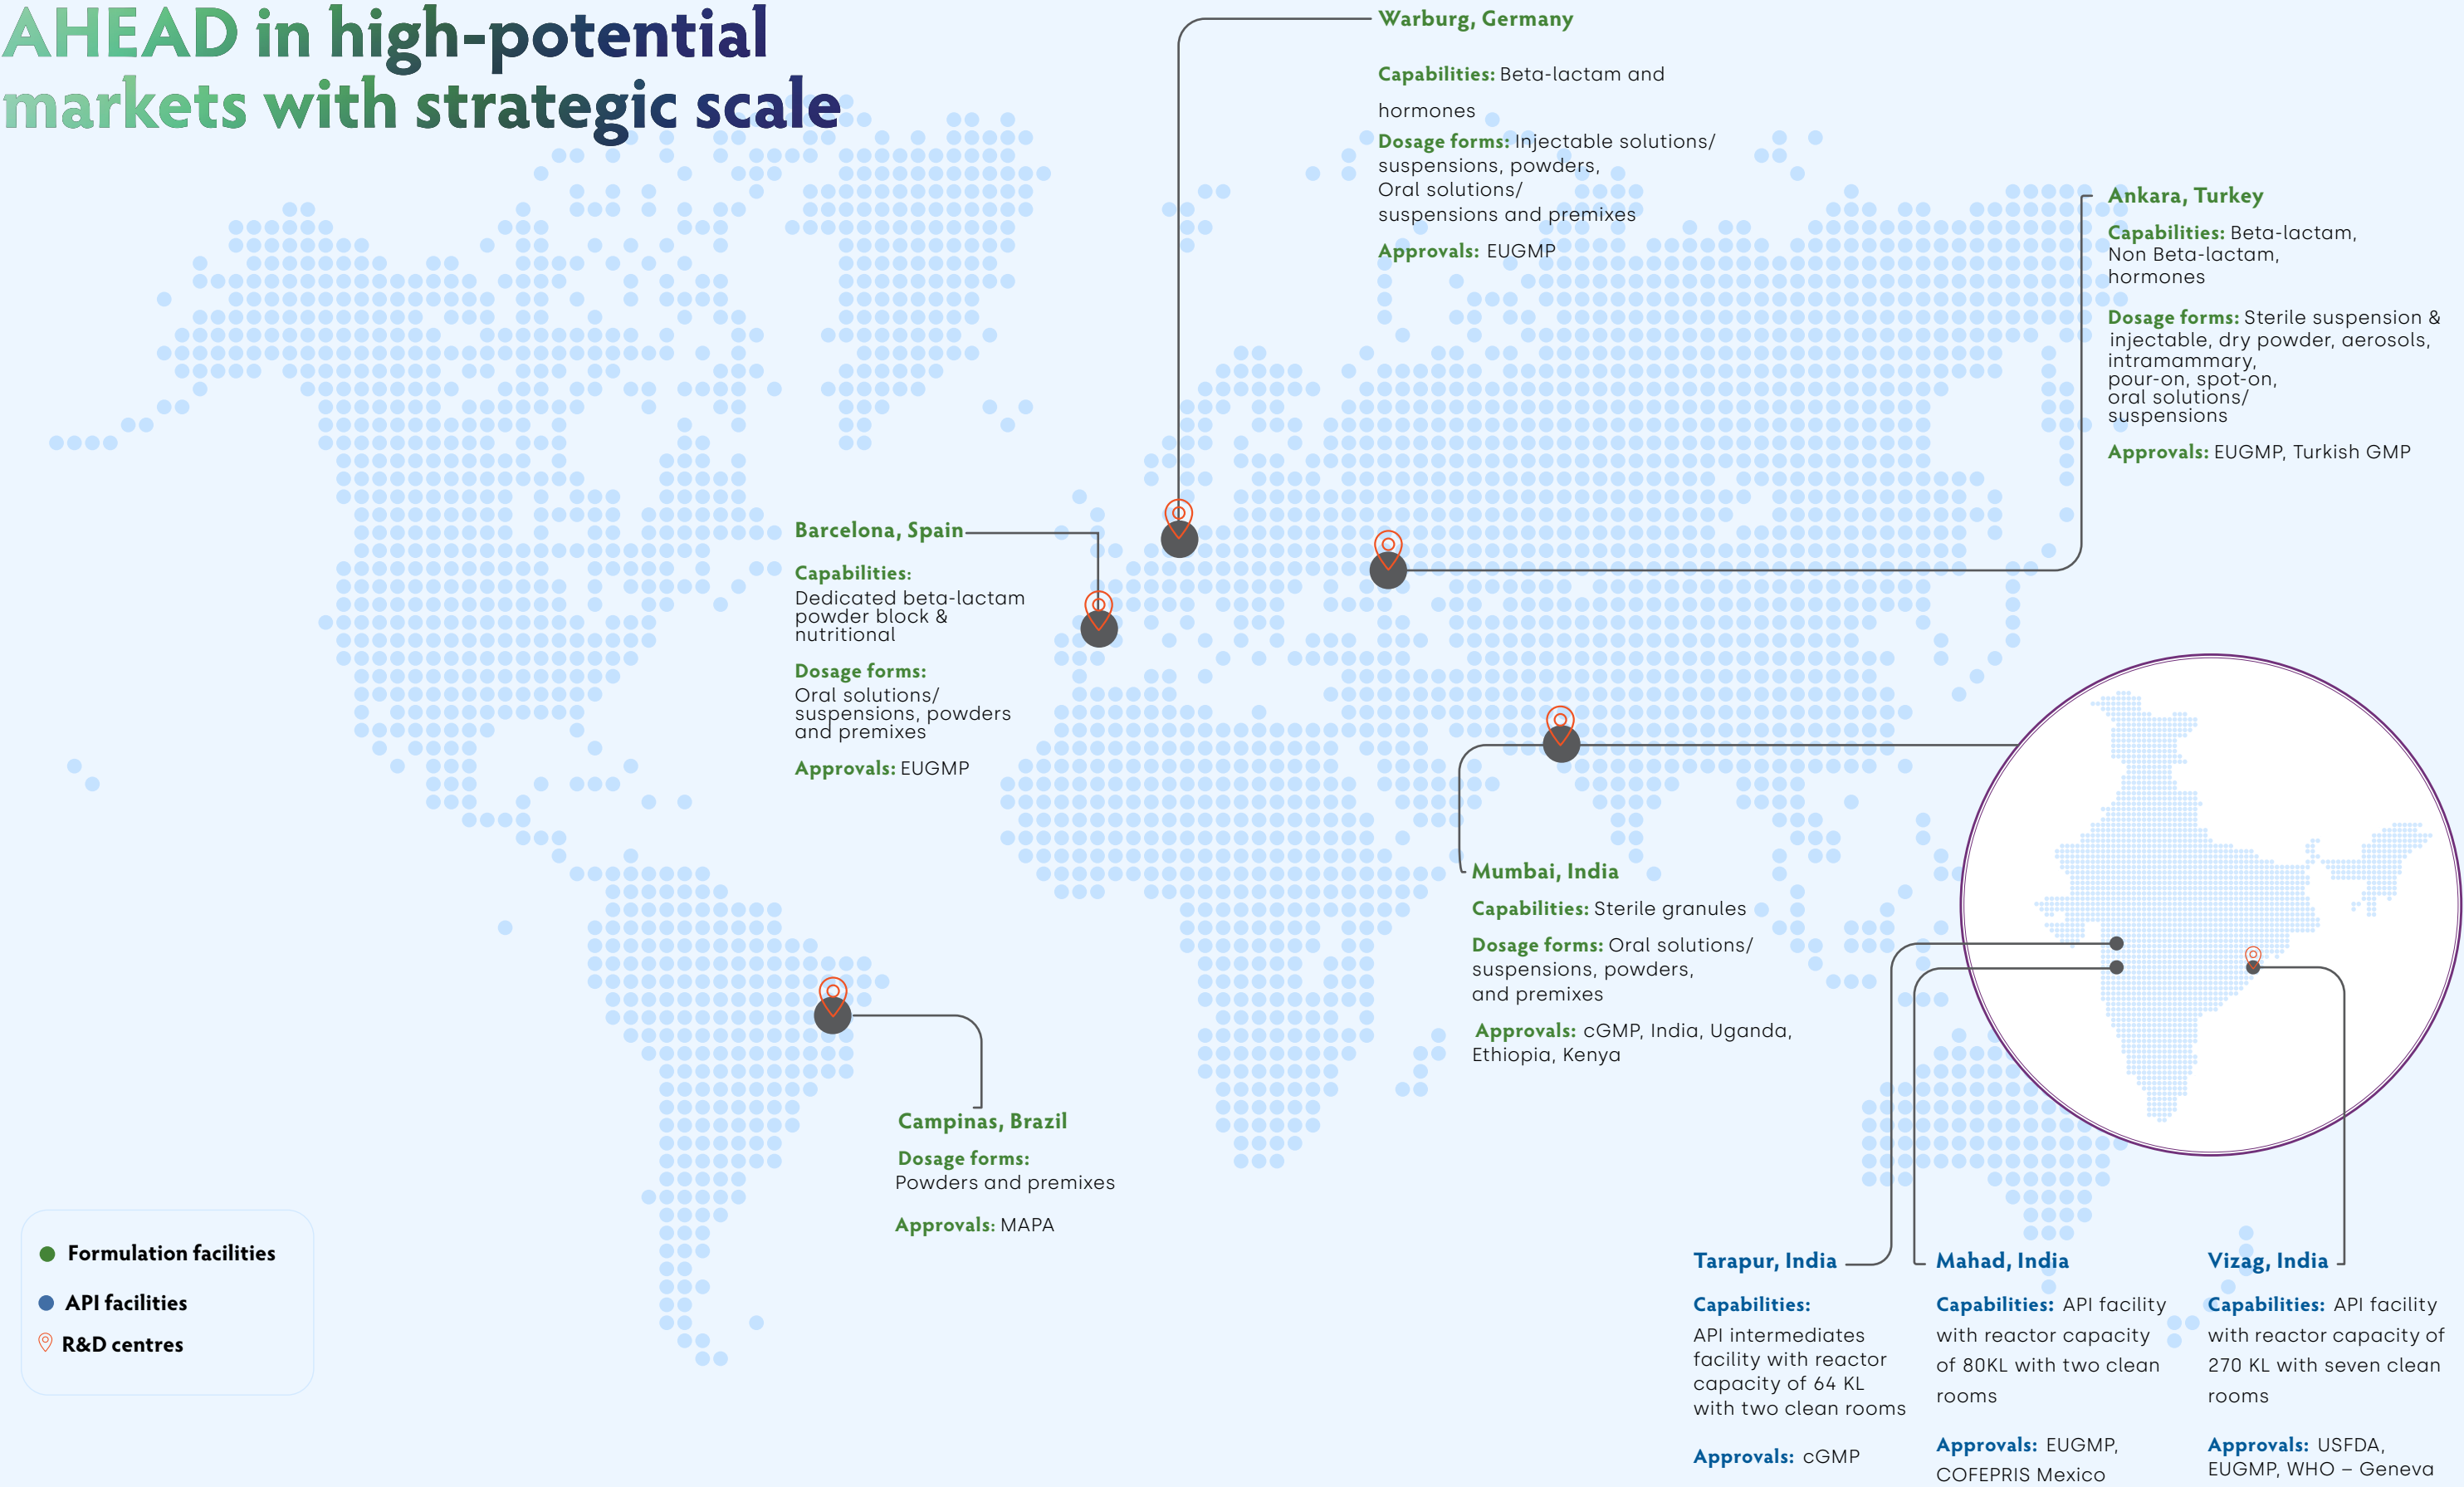 AHEAD in high-potential
markets with strategic scale
Warburg, Germany
Capabilities: Beta-lactam and
hormones
Dosage forms: Injectable solutions/
suspensions, powders,
Oral solutions/
suspensions and premixes
Approvals: EUGMP
Ankara, Turkey
Capabilities: Beta-lactam,
Non Beta-lactam,
hormones
Dosage forms: Sterile suspension &
injectable, dry powder, aerosols,
intramammary,
pour-on, spot-on,
oral solutions/
suspensions
Approvals: EUGMP, Turkish GMP
Barcelona, Spain
Capabilities:
Dedicated beta-lactam
powder block &
nutritional
Dosage forms:
Oral solutions/
suspensions, powders
and premixes
Approvals: EUGMP
Mumbai, India
Capabilities: Sterile granules
Dosage forms: Oral solutions/
suspensions, powders,
and premixes
Approvals: cGMP, India, Uganda,
Ethiopia, Kenya
Campinas, Brazil
Dosage forms:
Powders and premixes
Approvals: MAPA
Formulation facilities
API facilities
R&D centres
Tarapur, India
Capabilities:
API intermediates
facility with reactor
capacity of 64 KL
with two clean rooms
Approvals: cGMP
Mahad, India
Capabilities: API facility
with reactor capacity
of 80KL with two clean
rooms
Approvals: EUGMP,
COFEPRIS Mexico
Vizag, India
Capabilities: API facility
with reactor capacity of
270 KL with seven clean
rooms
Approvals: USFDA,
EUGMP, WHO – Geneva